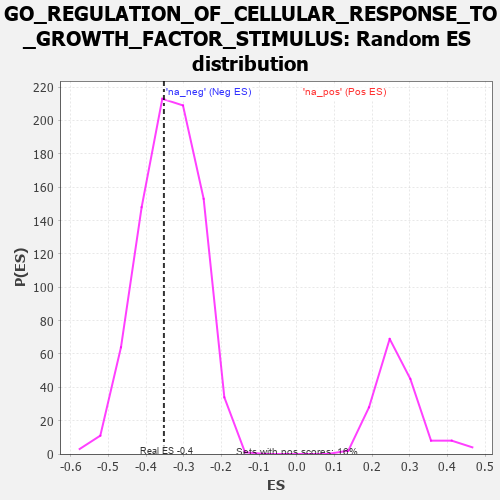 GO_REGULATION_OF_CELLULAR_RESPONSE_TO
_GROWTH_FACTOR_STIMULUS: Random ES
distribution
'na_neg' (Neg ES)
'na_pos' (Pos ES)
220
200
180
160
140
120
100
80
60
40
20
0
P(ES)
Real ES -0.4
Sets with pos scores: 16%
-0.6 -0.5 -0.4 -0.3 -0.2 -0.1 0.0 0.1 0.2 0.3 0.4 0.5
ES